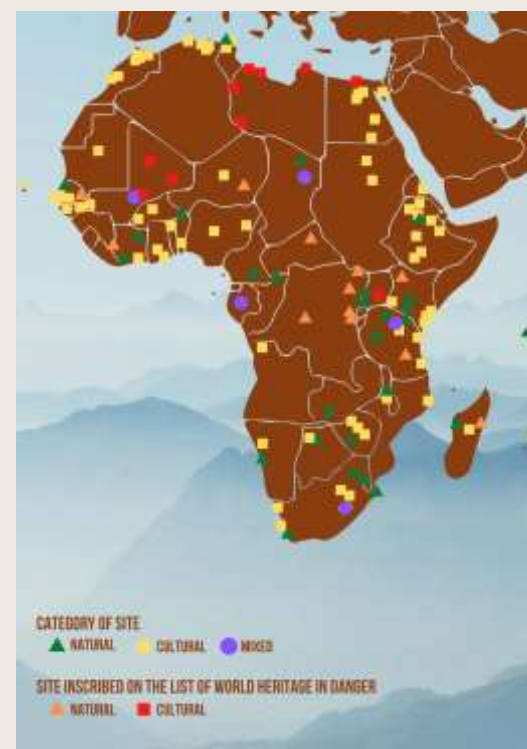 CATEGORY OF SITE
NATURAL CULTURAL MIXED
SITE INSCRIBED ON THE LIST OF WORLD HERITAGE IN DANGER
NATURAL CULTURAL